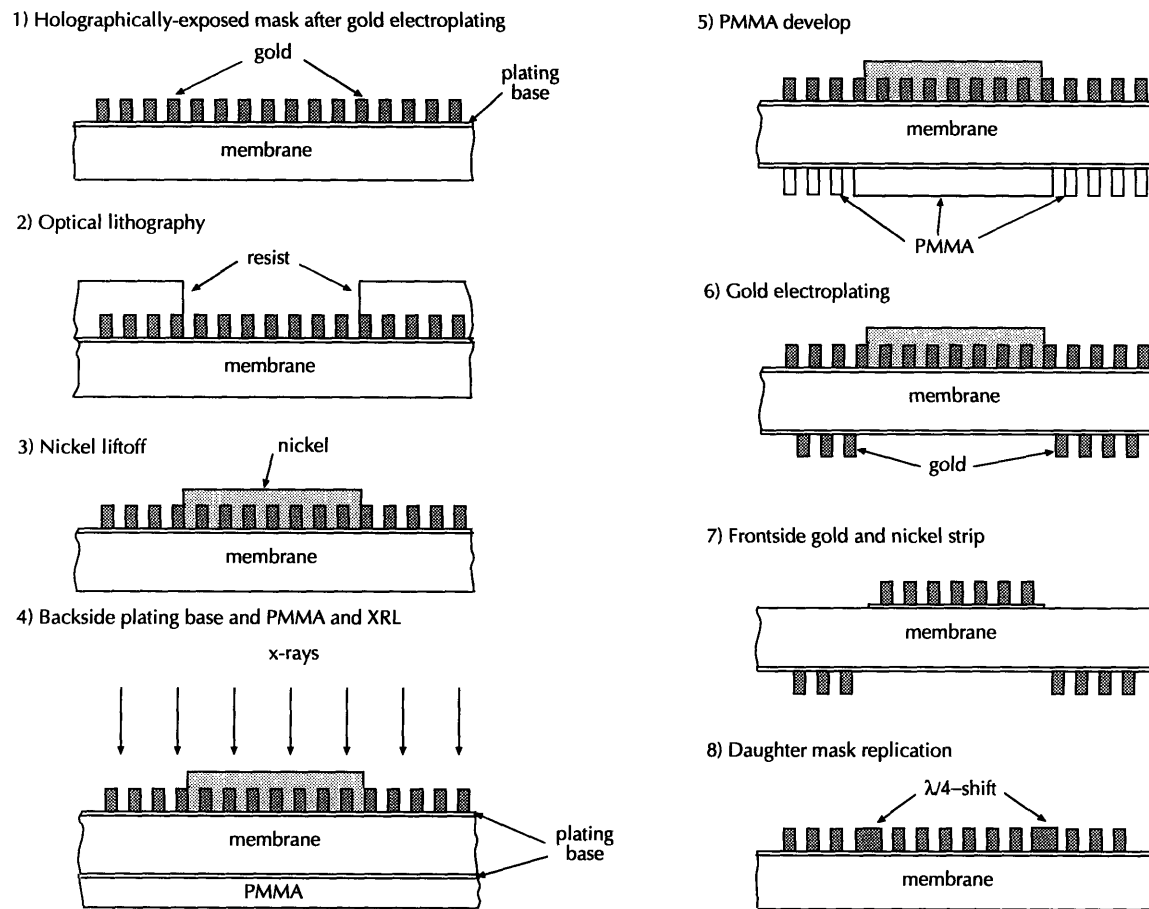 1) Holographically-exposed mask after gold electroplating
gold
plating
base
membrane
2) Optical lithography
resist
membrane
3) Nickel liftoff
nickel
membrane
4) Backside plating base and PMMA and XRL
x-rays
membrane
plating
base
PMMA
5) PMMA develop
membrane
PMMA
6) Gold electroplating
membrane
gold
7) Frontside gold and nickel strip
membrane
8) Daughter mask replication
λ/4–shift
membrane